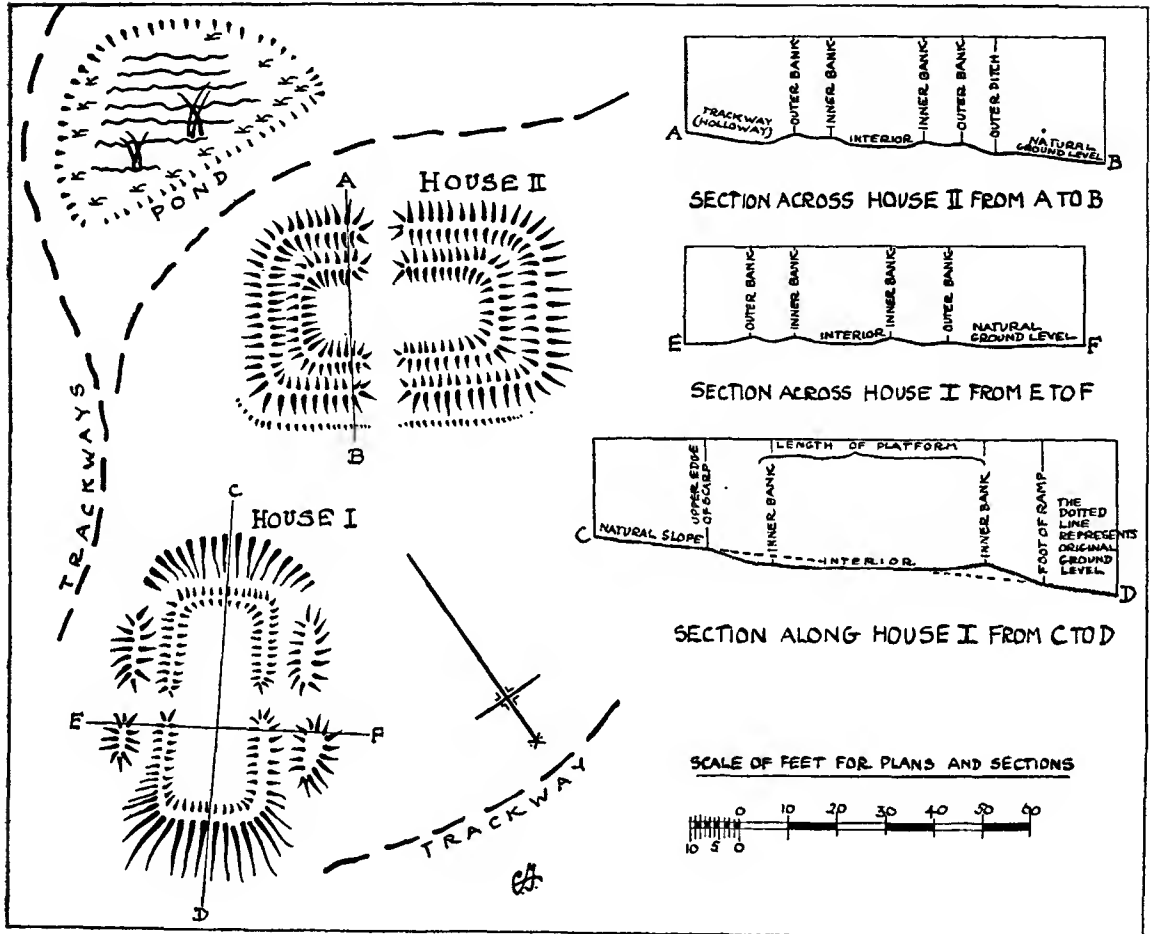 POND
TRACKWAYS
A
HOUSE II
B
C
HOUSE I
E
F
D
TRACKWAY
A
TRACKWAY
(HOLLOWAY)
OUTER BANK
INNER BANK
INTERIOR
INNER BANK
OUTER BANK
OUTER DITCH
NATURAL
GROUND LEVEL
B
SECTION ACROSS HOUSE II FROM A TO B
E
OUTER BANK
INNER BANK
INTERIOR
INNER BANK
OUTER BANK
NATURAL
GROUND LEVEL
F
SECTION ACROSS HOUSE I FROM E TO F
C
NATURAL SLOPE
UPPER EDGE
OF SCARP
LENGTH OF PLATFORM
INNER BANK
INTERIOR
INNER BANK
FOOT OF RAMP
THE
DOTTED
LINE
REPRESENTS
ORIGINAL
GROUND
LEVEL
D
SECTION ALONG HOUSE I FROM C TO D
SCALE OF FEET FOR PLANS AND SECTIONS
0 10 20 30 40 50 60
10 5 0